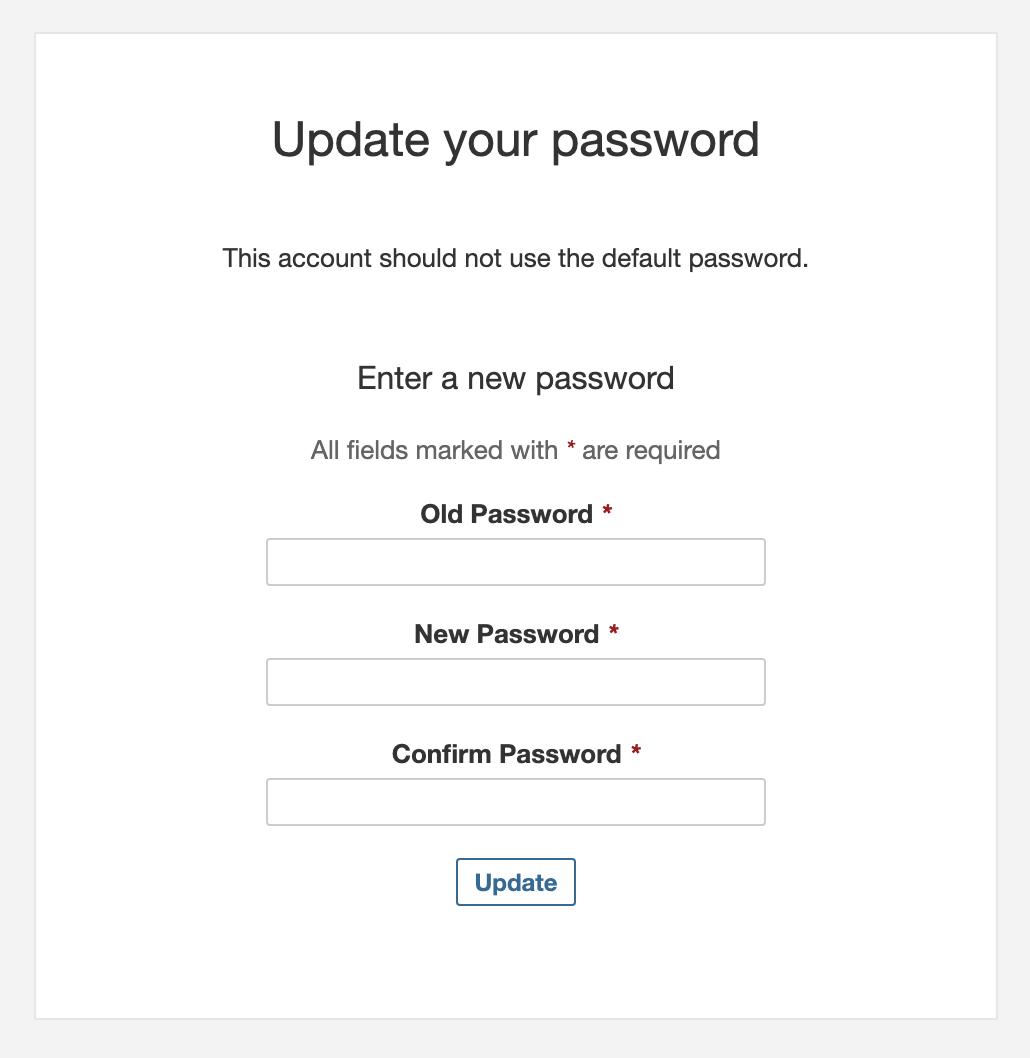 Update your password
This account should not use the default password.
Enter a new password
All fields marked with * are required
Old Password *
New Password *
Confirm Password *
Update